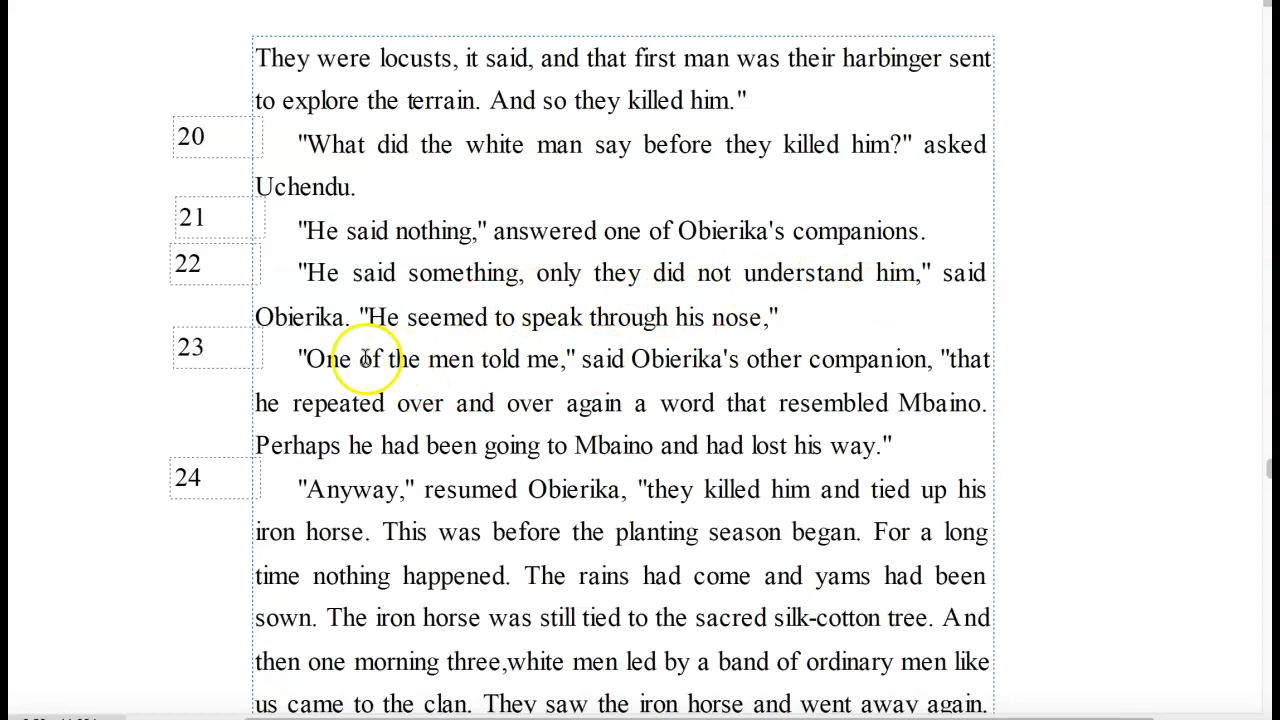 They were locusts, it said, and that first man was their harbinger sent
to explore the terrain. And so they killed him."
20
"What did the white man say before they killed him?" asked
Uchendu.
21
"He said nothing," answered one of Obierika's companions.
22
"He said something, only they did not understand him," said
Obierika. "He seemed to speak through his nose,"
23
"One of the men told me," said Obierika's other companion, "that
he repeated over and over again a word that resembled Mbaino.
Perhaps he had been going to Mbaino and had lost his way."
24
"Anyway," resumed Obierika, "they killed him and tied up his
iron horse. This was before the planting season began. For a long
time nothing happened. The rains had come and yams had been
sown. The iron horse was still tied to the sacred silk-cotton tree. And
then one morning three,white men led by a band of ordinary men like
us came to the clan. They saw the iron horse and went away again.